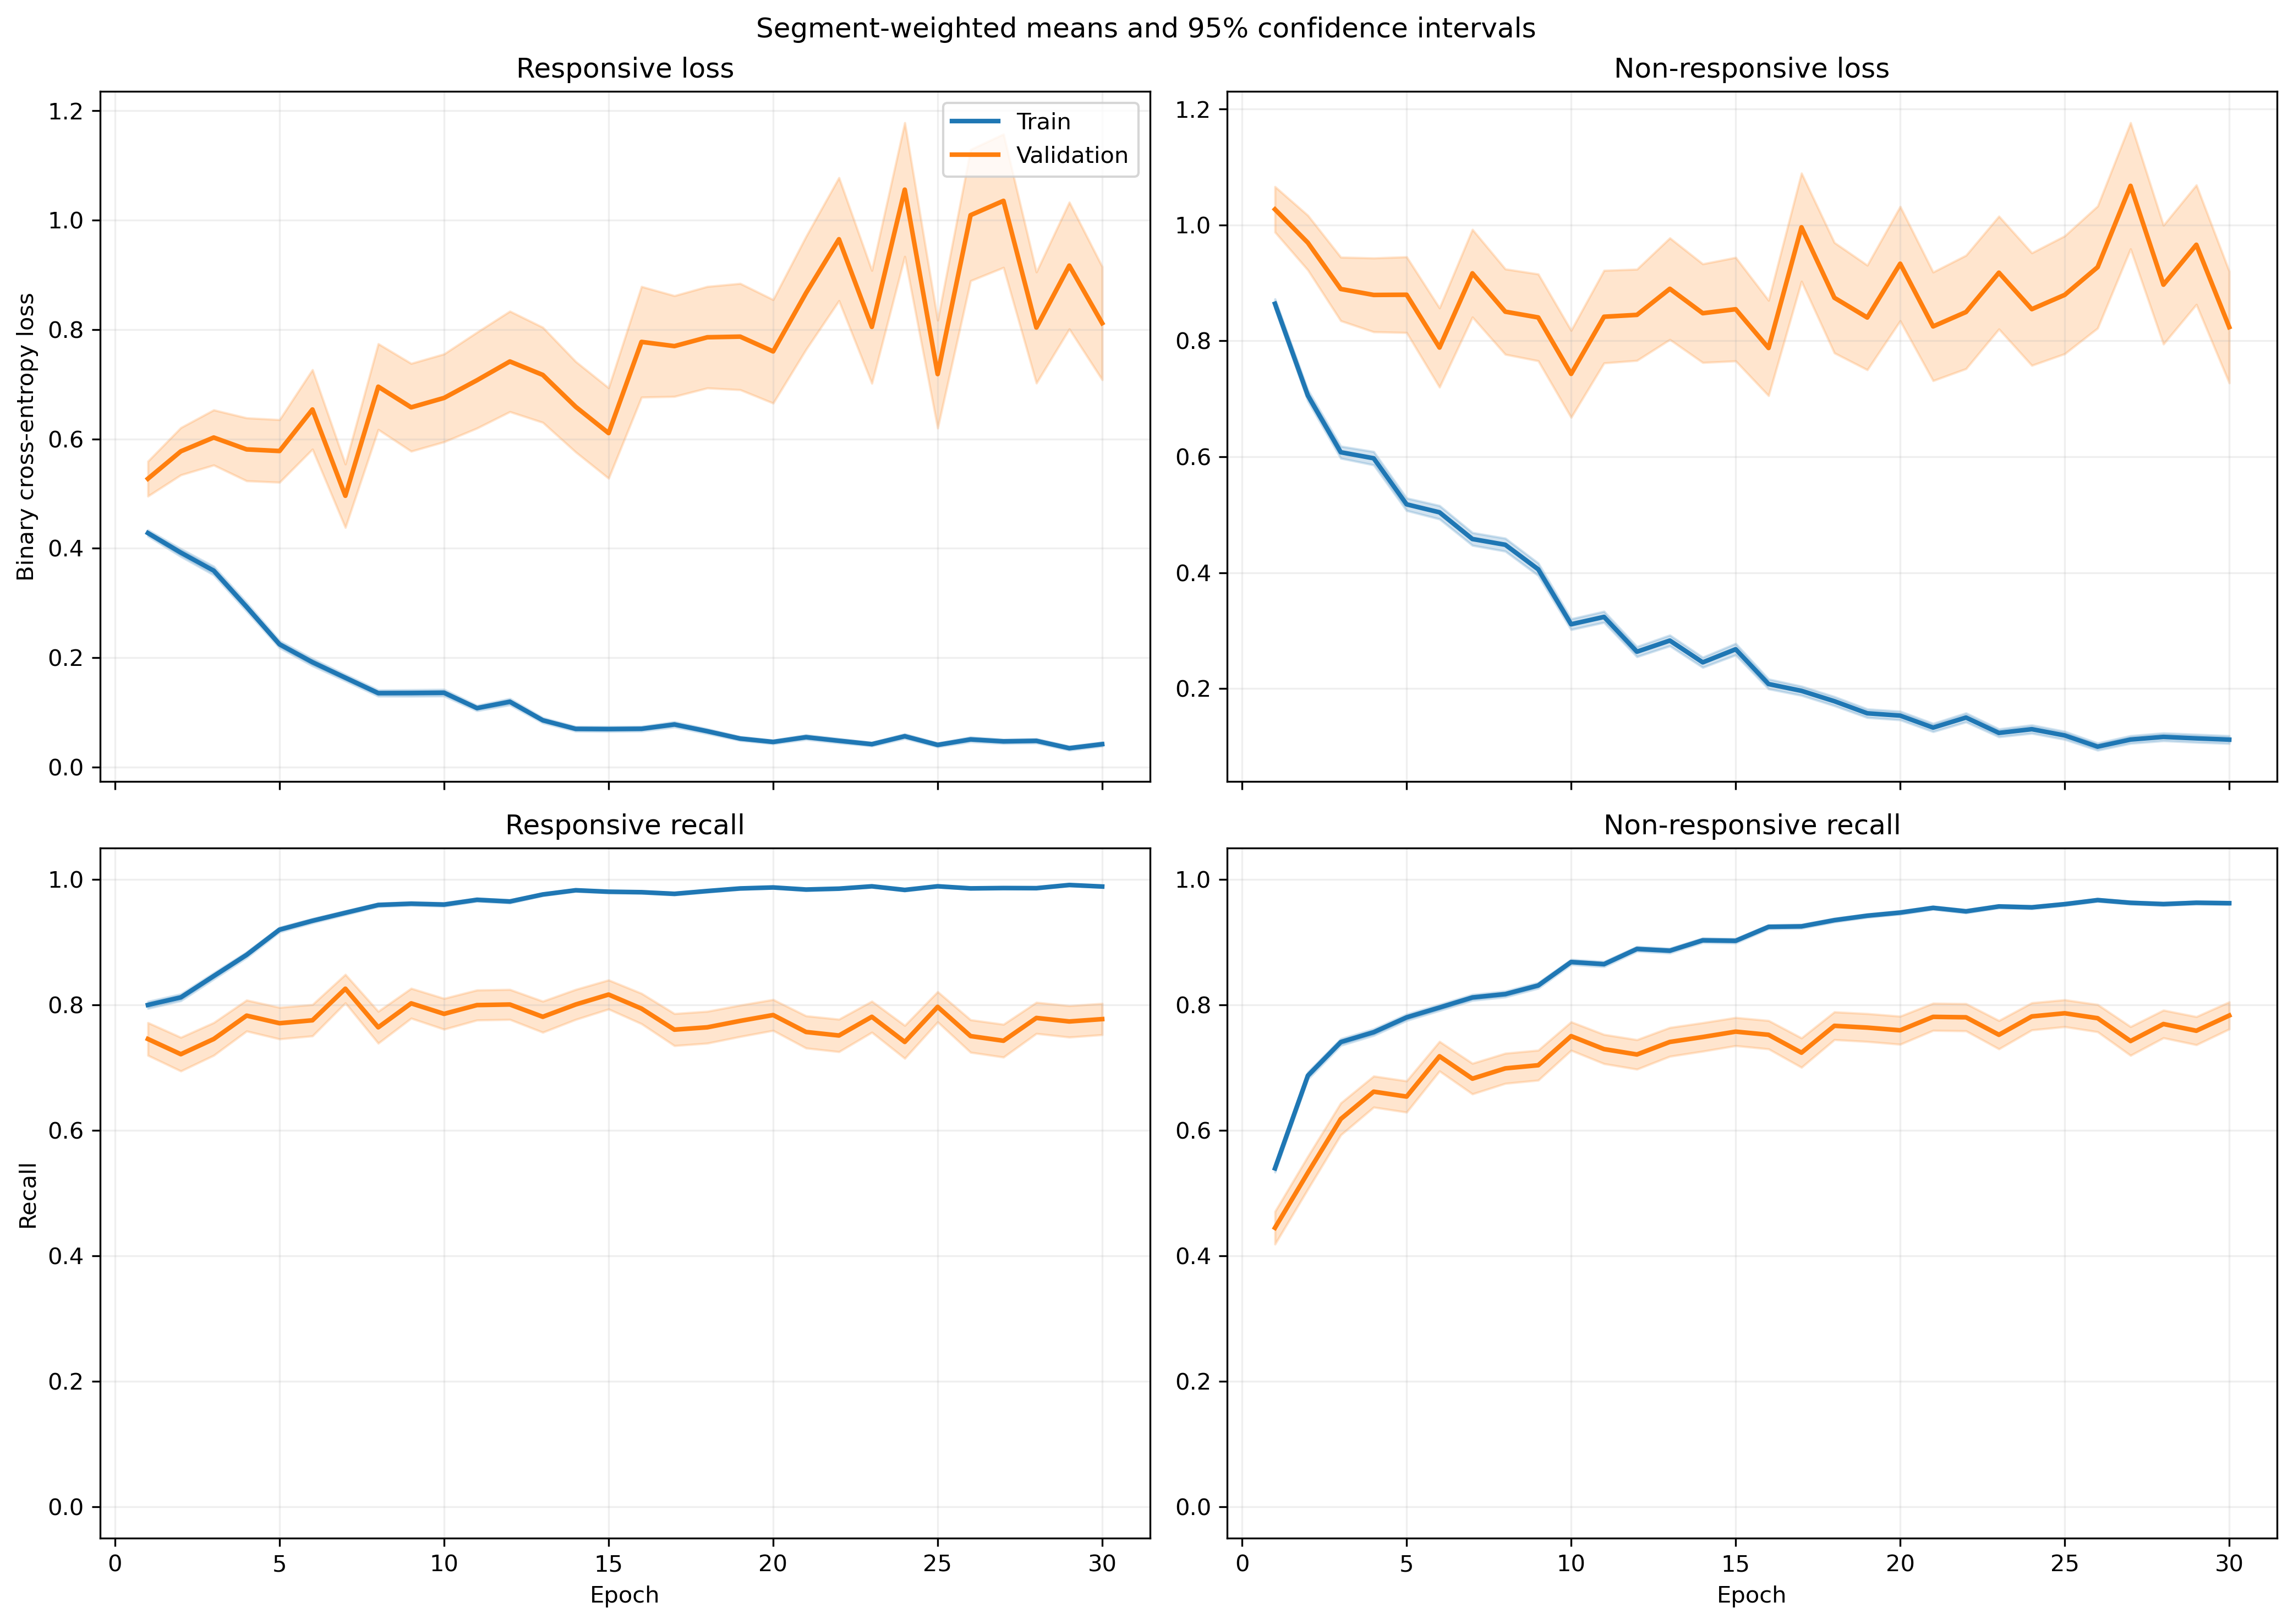 Segment-weighted means and 95% confidence intervals
Responsive loss
Non-responsive loss
Train
Validation
Binary cross-entropy loss
1.2
1.0
0.8
0.6
0.4
0.2
0.0
1.2
1.0
0.8
0.6
0.4
0.2
Responsive recall
Non-responsive recall
Recall
1.0
0.8
0.6
0.4
0.2
0.0
1.0
0.8
0.6
0.4
0.2
0.0
0 5 10 15 20 25 30
0 5 10 15 20 25 30
Epoch
Epoch